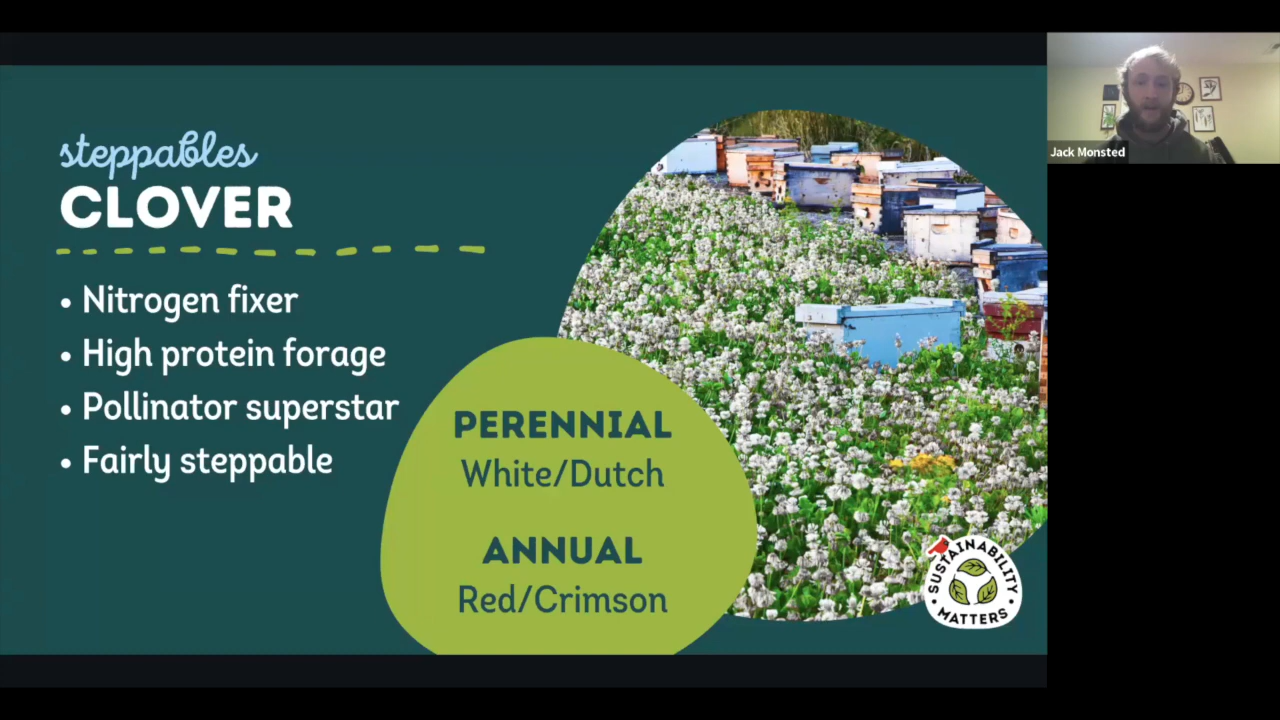 steppables
CLOVER
• Nitrogen fixer
• High protein forage
• Pollinator superstar
• Fairly steppable
PERENNIAL
White/Dutch
ANNUAL
Red/Crimson
SUSTAINABILITY
• MATTERS •
Jack Monsted